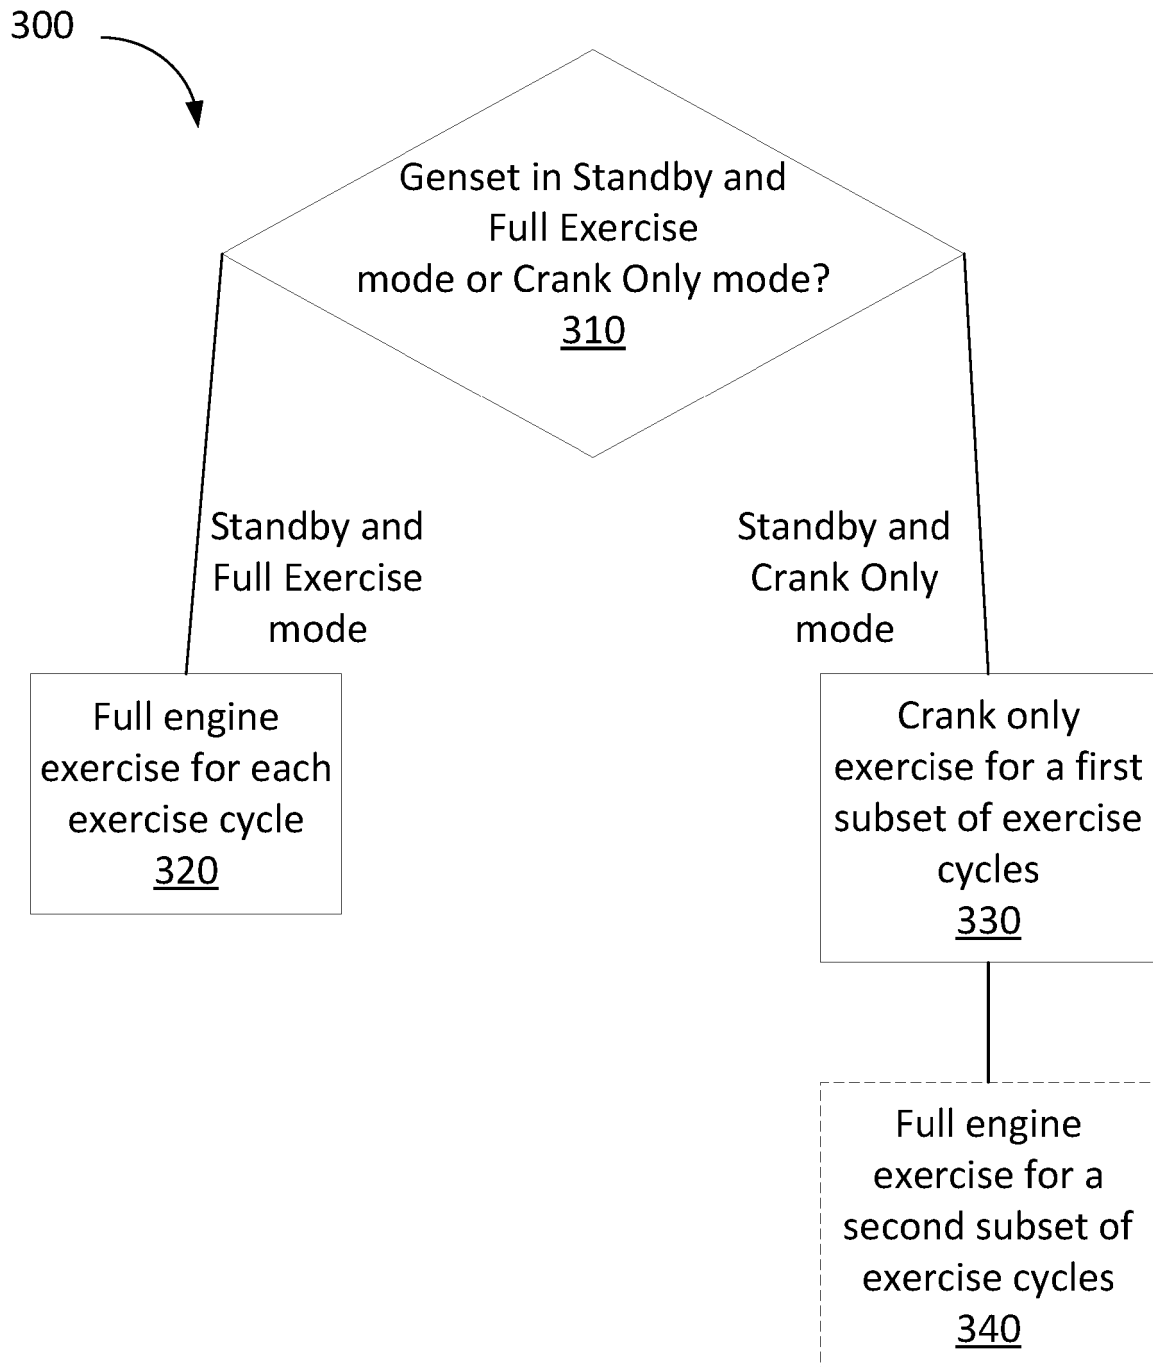 300
Genset in Standby and
Full Exercise
mode or Crank Only mode?
310
Standby and
Full Exercise
mode
Standby and
Crank Only
mode
Full engine
exercise for each
exercise cycle
320
Crank only
exercise for a first
subset of exercise
cycles
330
Full engine
exercise for a
second subset of
exercise cycles
340